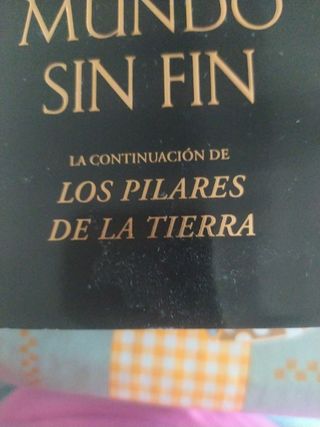 MUNDO
SIN FIN
LA CONTINUACIÓN DE
LOS PILARES
DE LA TIERRA